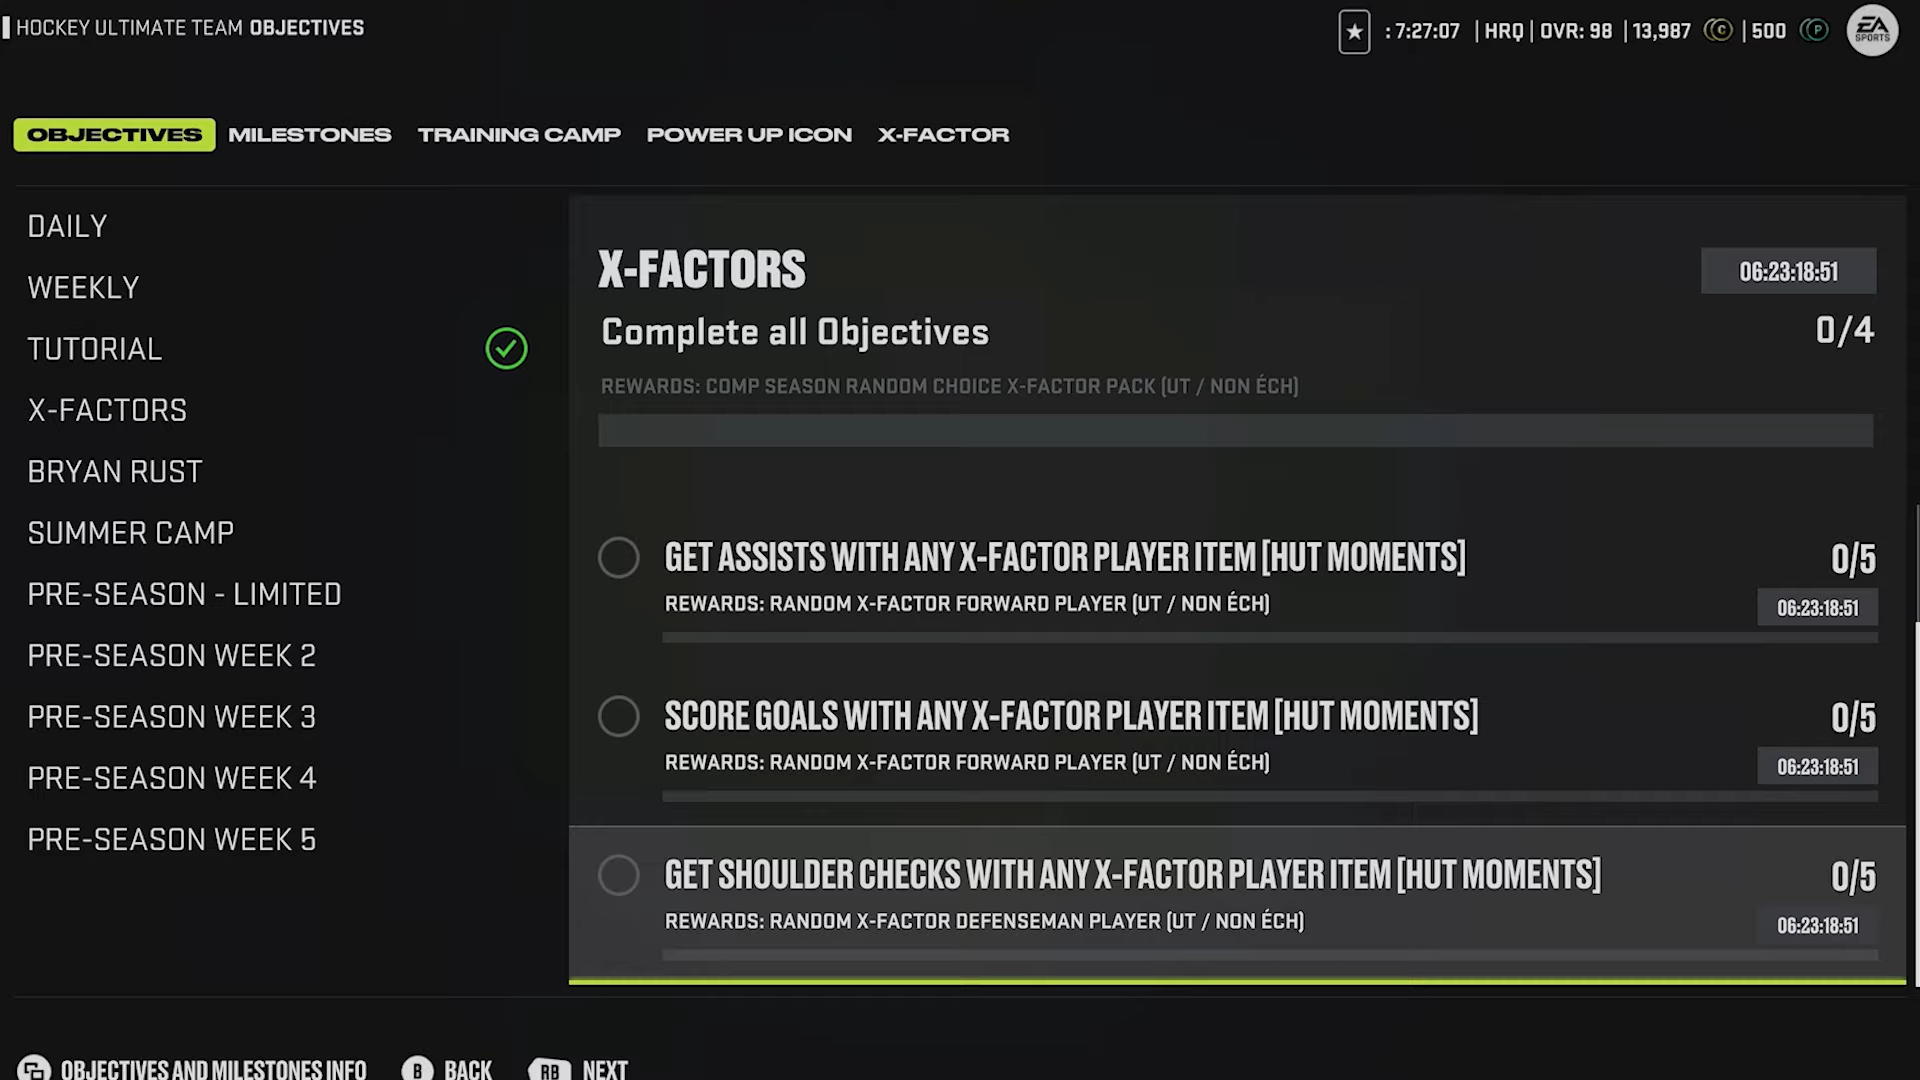 HOCKEY ULTIMATE TEAM OBJECTIVES
: 7:27:07 | HRQ | OVR: 98 | 13,987 C | 500 P
EA SPORTS
OBJECTIVES MILESTONES TRAINING CAMP POWER UP ICON X-FACTOR
DAILY
WEEKLY
TUTORIAL
X-FACTORS
BRYAN RUST
SUMMER CAMP
PRE-SEASON - LIMITED
PRE-SEASON WEEK 2
PRE-SEASON WEEK 3
PRE-SEASON WEEK 4
PRE-SEASON WEEK 5
X-FACTORS
06:23:18:51
Complete all Objectives
0/4
REWARDS: COMP SEASON RANDOM CHOICE X-FACTOR PACK (UT / NON ÉCH)
GET ASSISTS WITH ANY X-FACTOR PLAYER ITEM [HUT MOMENTS]
0/5
REWARDS: RANDOM X-FACTOR FORWARD PLAYER (UT / NON ÉCH)
06:23:18:51
SCORE GOALS WITH ANY X-FACTOR PLAYER ITEM [HUT MOMENTS]
0/5
REWARDS: RANDOM X-FACTOR FORWARD PLAYER (UT / NON ÉCH)
06:23:18:51
GET SHOULDER CHECKS WITH ANY X-FACTOR PLAYER ITEM [HUT MOMENTS]
0/5
REWARDS: RANDOM X-FACTOR DEFENSEMAN PLAYER (UT / NON ÉCH)
06:23:18:51
OBJECTIVES AND MILESTONES INFO B BACK RB NEXT